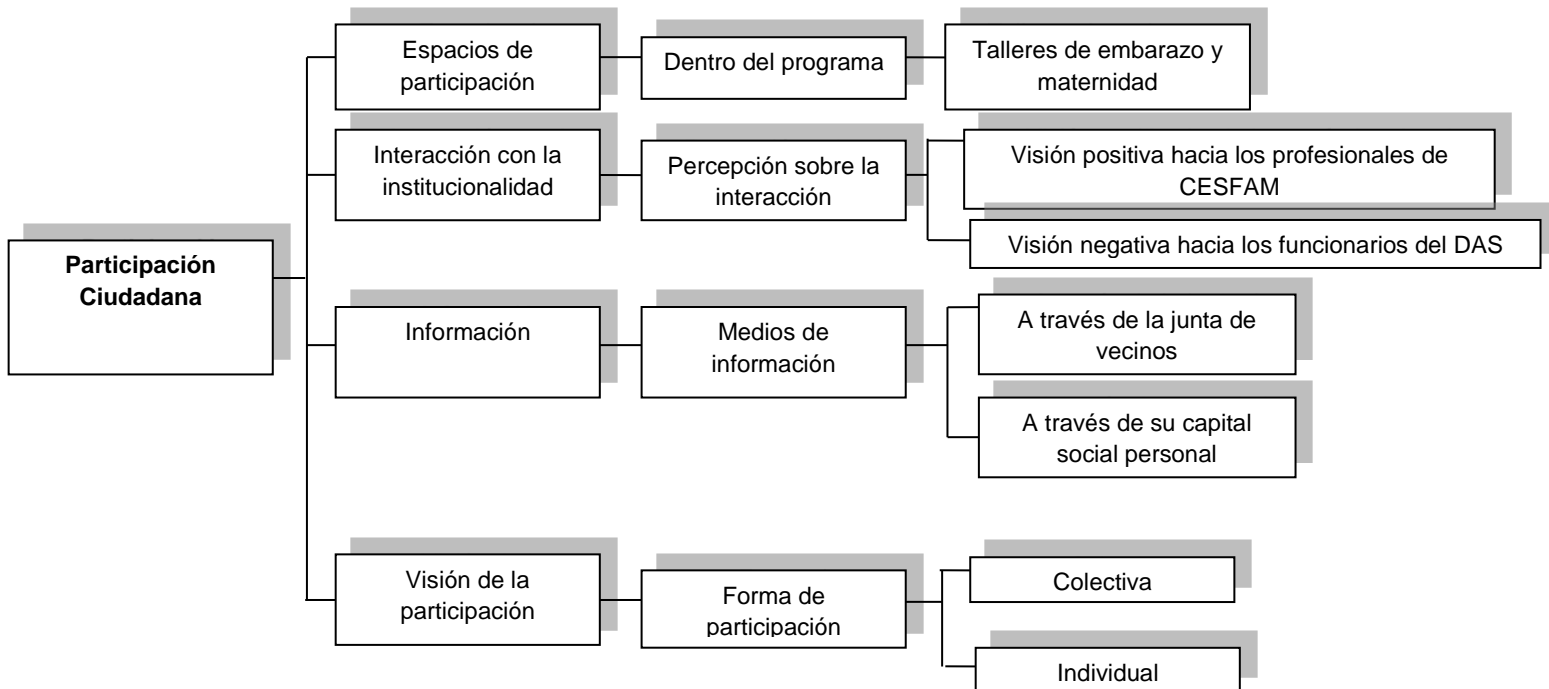 Participación
Ciudadana
Espacios de
participación
Dentro del programa
Talleres de embarazo y
maternidad
Interacción con la
institucionalidad
Percepción sobre la
interacción
Visión positiva hacia los profesionales de
CESFAM
Visión negativa hacia los funcionarios del DAS
Información
Medios de
información
A través de la junta de
vecinos
A través de su capital
social personal
Visión de la
participación
Forma de
participación
Colectiva
Individual